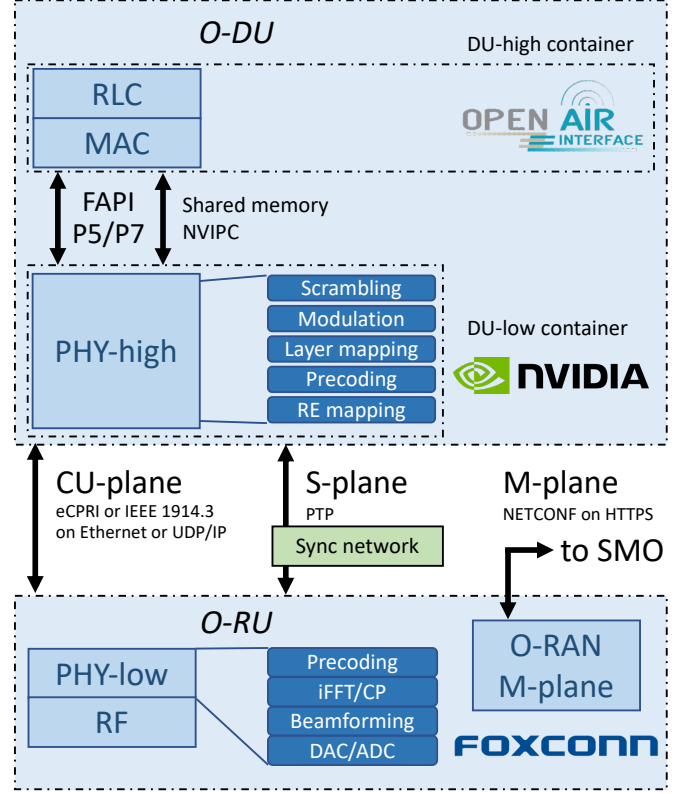 O-DU
DU-high container
RLC
MAC
OPEN AIR
INTERFACE
FAPI
P5/P7
Shared memory
NVIPC
PHY-high
Scrambling
Modulation
Layer mapping
Precoding
RE mapping
DU-low container
NVIDIA
CU-plane
eCPRI or IEEE 1914.3
on Ethernet or UDP/IP
S-plane
PTP
Sync network
M-plane
NETCONF on HTTPS
to SMO
O-RU
PHY-low
RF
Precoding
iFFT/CP
Beamforming
DAC/ADC
O-RAN
M-plane
FOXCONN